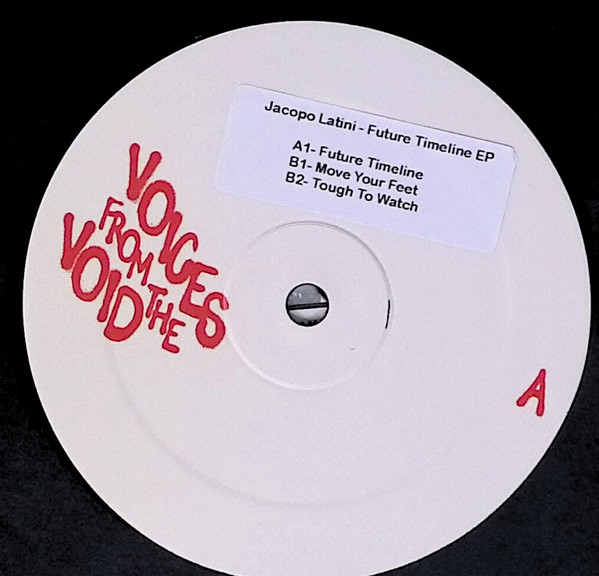 Jacopo Latini - Future Timeline EP
A1- Future Timeline
B1- Move Your Feet
B2- Tough To Watch
VOICES
FROM THE
VOID
A